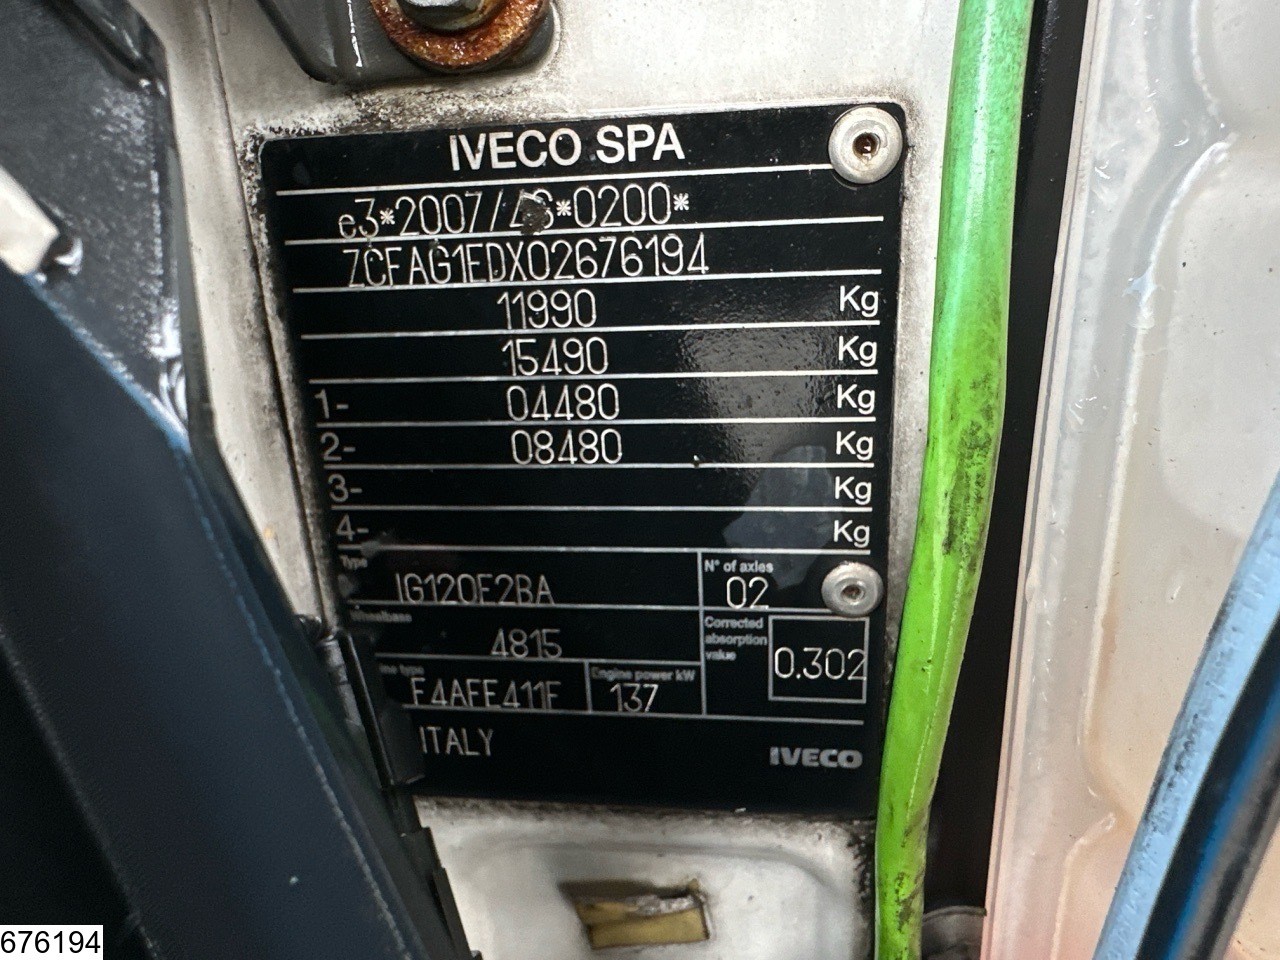 IVECO SPA
e3*2007/46*0200*
ZCFAG1EDX02676194
11990 Kg
15490 Kg
1- 04480 Kg
2- 08480 Kg
3- Kg
4- Kg
Type
IG120E2BA
N° of axles
02
Wheelbase
4815
Corrected absorption value
0.302
ine type
F4AFE411F
Engine power kW
137
ITALY
IVECO
676194